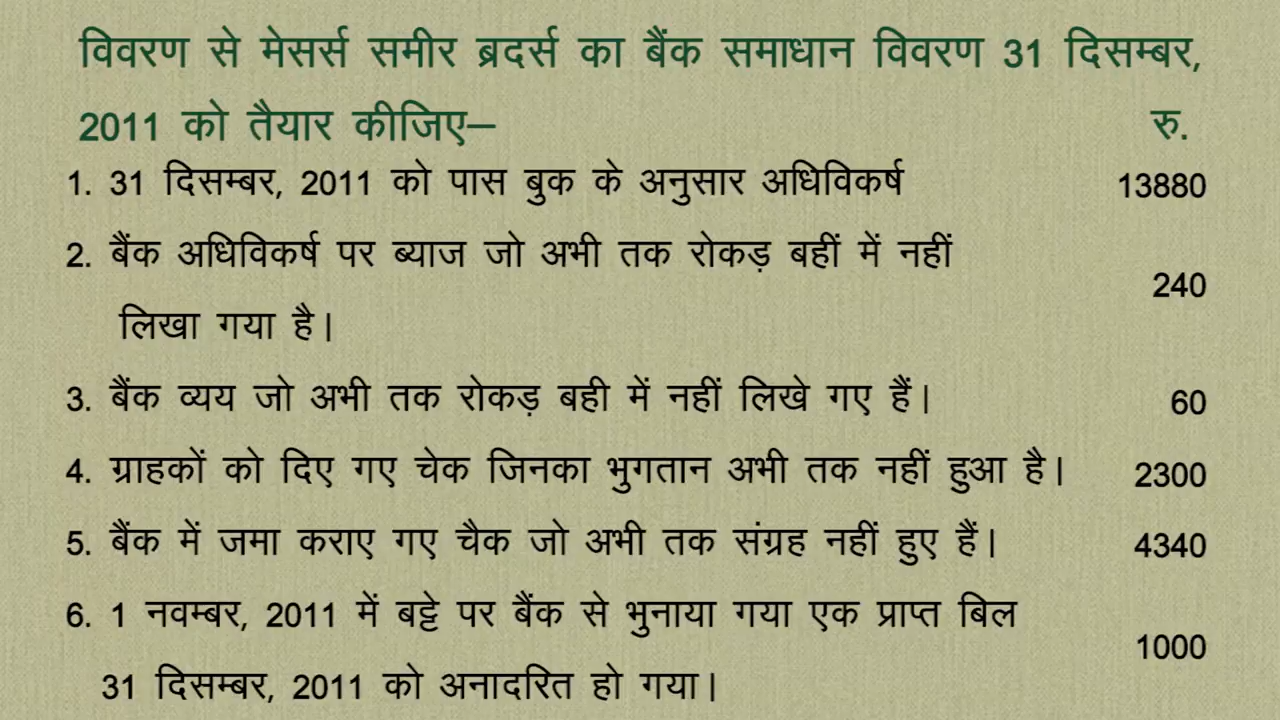 विवरण से मेसर्स समीर ब्रदर्स का बैंक समाधान विवरण 31 दिसम्बर,
2011 को तैयार कीजिए– रु.
1. 31 दिसम्बर, 2011 को पास बुक के अनुसार अधिविकर्ष 13880
2. बैंक अधिविकर्ष पर ब्याज जो अभी तक रोकड़ बहीं में नहीं
240
लिखा गया है।
3. बैंक व्यय जो अभी तक रोकड़ बही में नहीं लिखे गए हैं। 60
4. ग्राहकों को दिए गए चेक जिनका भुगतान अभी तक नहीं हुआ है। 2300
5. बैंक में जमा कराए गए चैक जो अभी तक संग्रह नहीं हुए हैं। 4340
6. 1 नवम्बर, 2011 में बट्टे पर बैंक से भुनाया गया एक प्राप्त बिल
1000
31 दिसम्बर, 2011 को अनादरित हो गया।